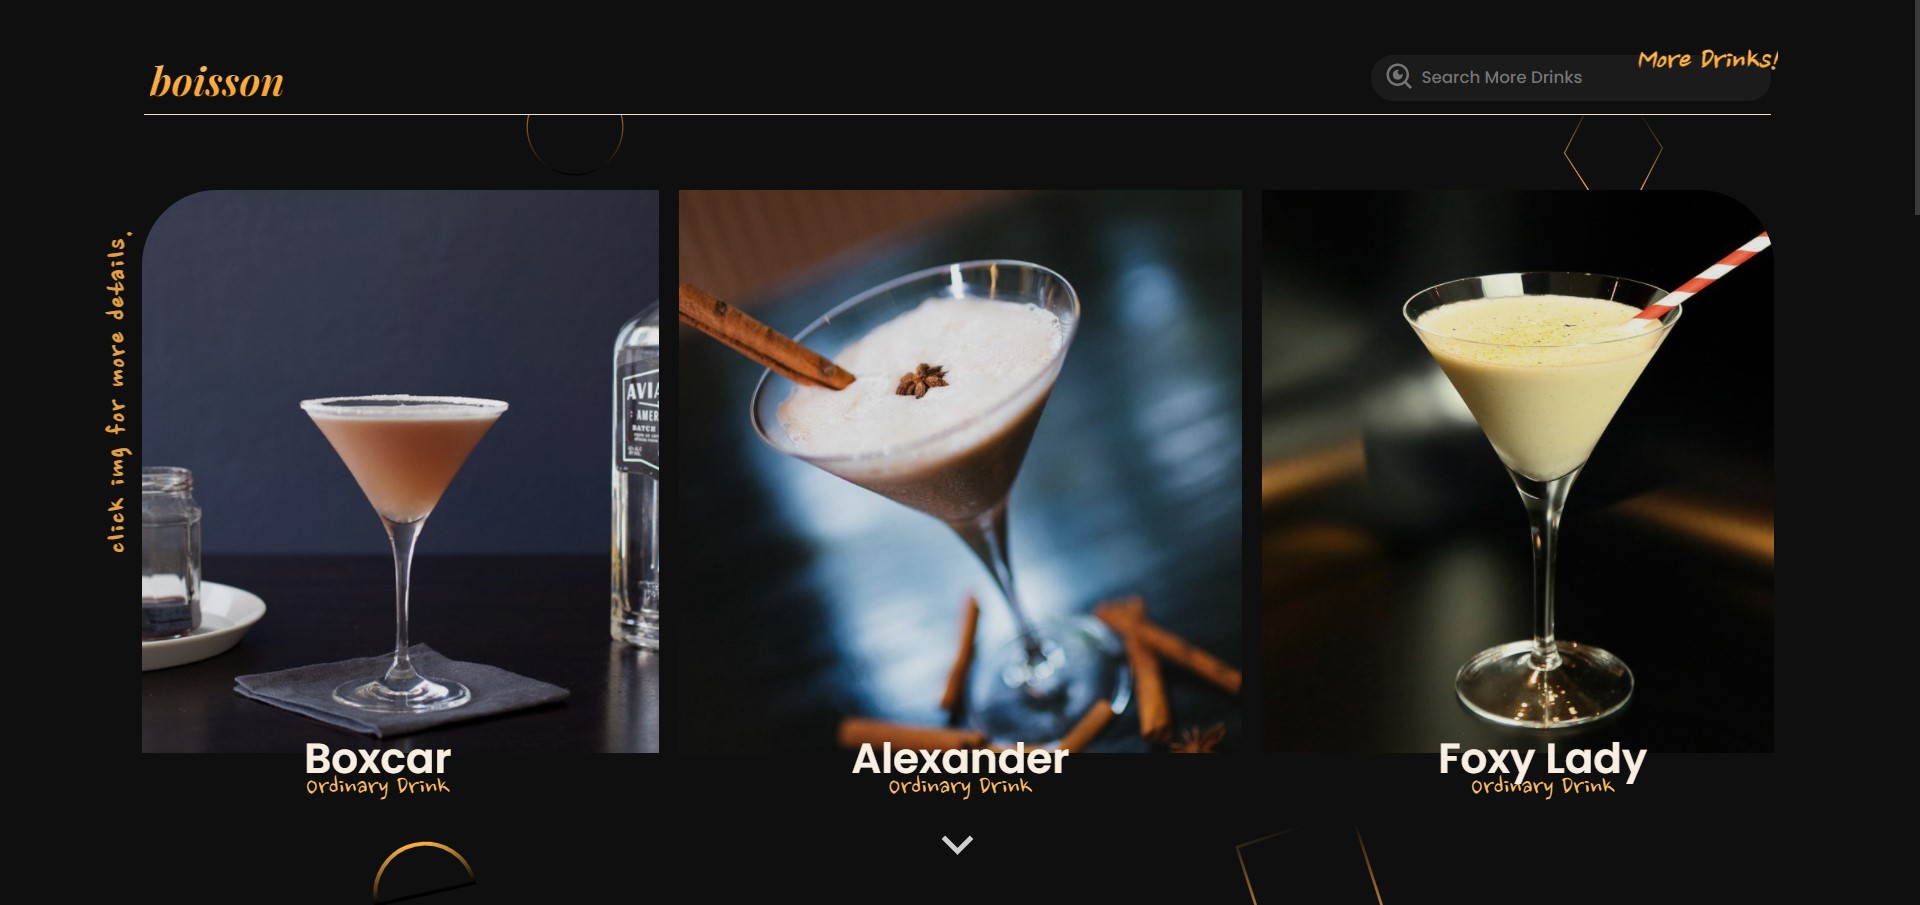 boisson
Search More Drinks
More Drinks!
click img for more details.
AVIA
AMER
BATCH
Boxcar
Ordinary Drink
Alexander
Ordinary Drink
Foxy Lady
Ordinary Drink